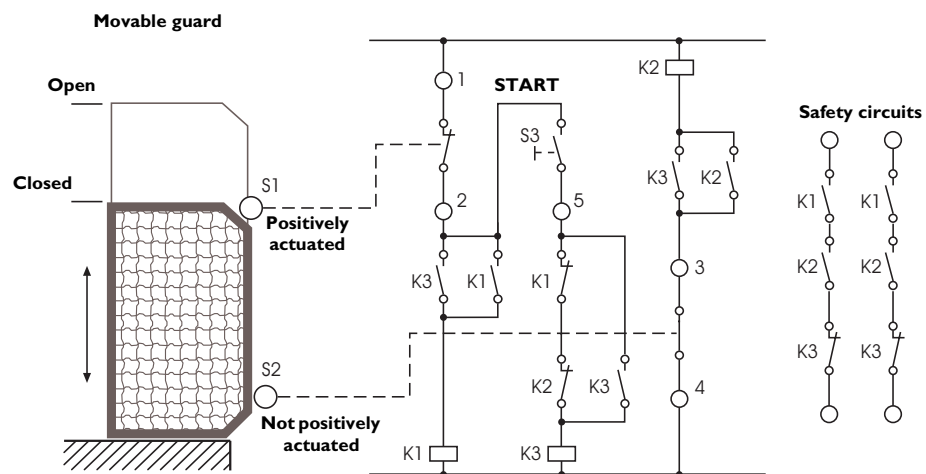 Movable guard
Open
Closed
S1
Positively
actuated
S2
Not positively
actuated
1
START
S3
2
5
K3
K1
K1
K2
K3
K1
K3
K2
K3
K2
3
4
Safety circuits
K1
K1
K2
K2
K3
K3